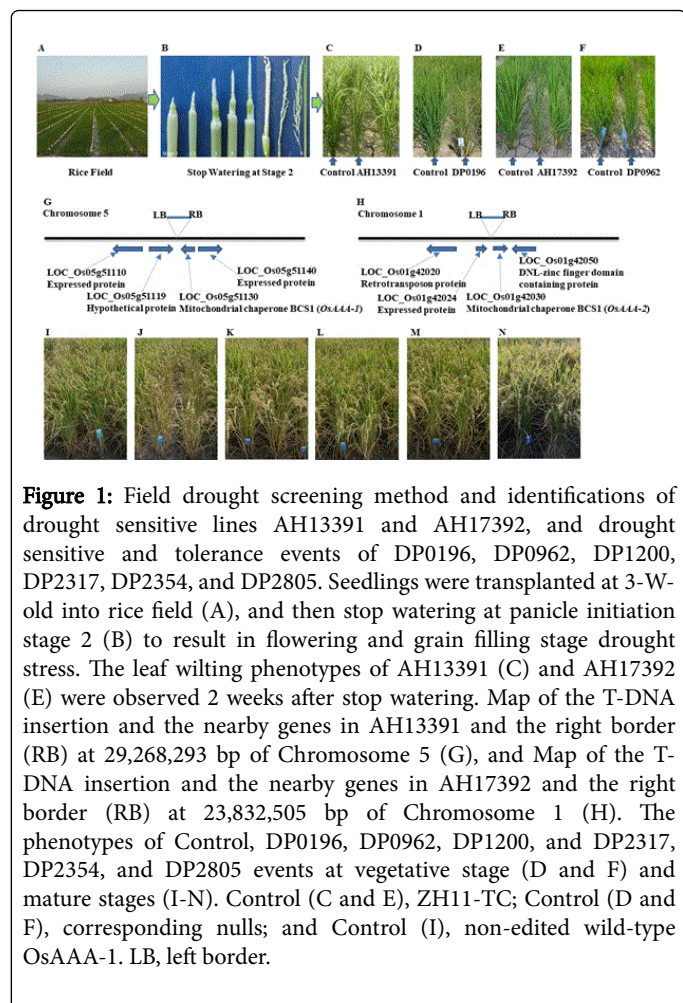 A B C D E F
Rice Field Stop Watering at Stage 2 Control AH13391 Control DP0196 Control AH17392 Control DP0962
G H
Chromosome 5 LB RB Chromosome 1 LB RB
LOC_Os05g51110
Expressed protein
LOC_Os05g51140
Expressed protein
LOC_Os05g51119
Hypothetical protein
LOC_Os05g51130
Mitochondrial chaperone BCS1 (OsAAA-1)
LOC_Os01g42020
Retrotransposon protein
LOC_Os01g42050
DNL-zinc finger domain
containing protein
LOC_Os01g42024
Expressed protein
LOC_Os01g42030
Mitochondrial chaperone BCS1 (OsAAA-2)
I J K L M N
Figure 1: Field drought screening method and identifications of
drought sensitive lines AH13391 and AH17392, and drought
sensitive and tolerance events of DP0196, DP0962, DP1200,
DP2317, DP2354, and DP2805. Seedlings were transplanted at 3-W-
old into rice field (A), and then stop watering at panicle initiation
stage 2 (B) to result in flowering and grain filling stage drought
stress. The leaf wilting phenotypes of AH13391 (C) and AH17392
(E) were observed 2 weeks after stop watering. Map of the T-DNA
insertion and the nearby genes in AH13391 and the right border
(RB) at 29,268,293 bp of Chromosome 5 (G), and Map of the T-
DNA insertion and the nearby genes in AH17392 and the right
border (RB) at 23,832,505 bp of Chromosome 1 (H). The
phenotypes of Control, DP0196, DP0962, DP1200, and DP2317,
DP2354, and DP2805 events at vegetative stage (D and F) and
mature stages (I-N). Control (C and E), ZH11-TC; Control (D and
F), corresponding nulls; and Control (I), non-edited wild-type
OsAAA-1. LB, left border.